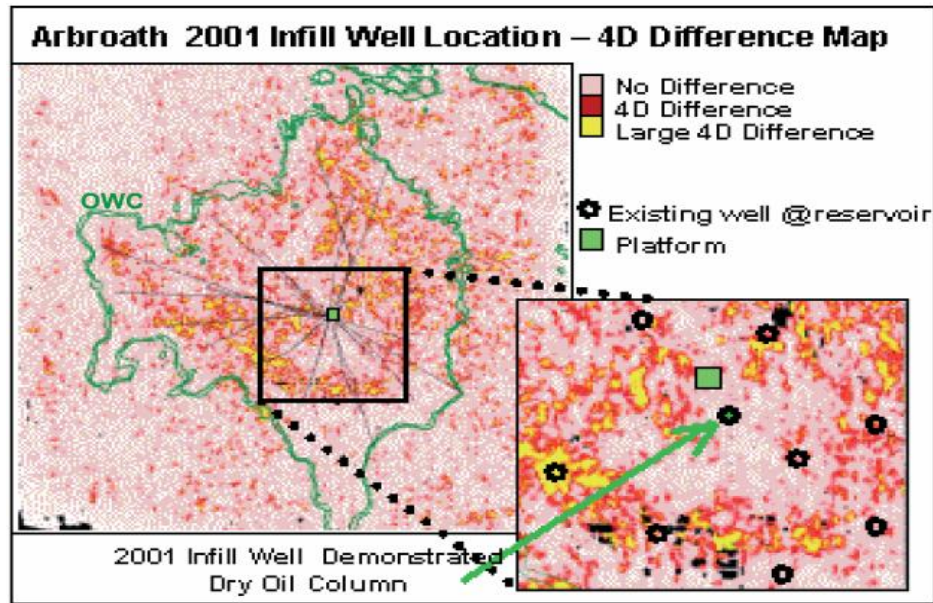 Arbroath 2001 Infill Well Location – 4D Difference Map
No Difference
4D Difference
Large 4D Difference
OWC
Existing well @reservoir
Platform
2001 Infill Well Demonstrated
Dry Oil Column